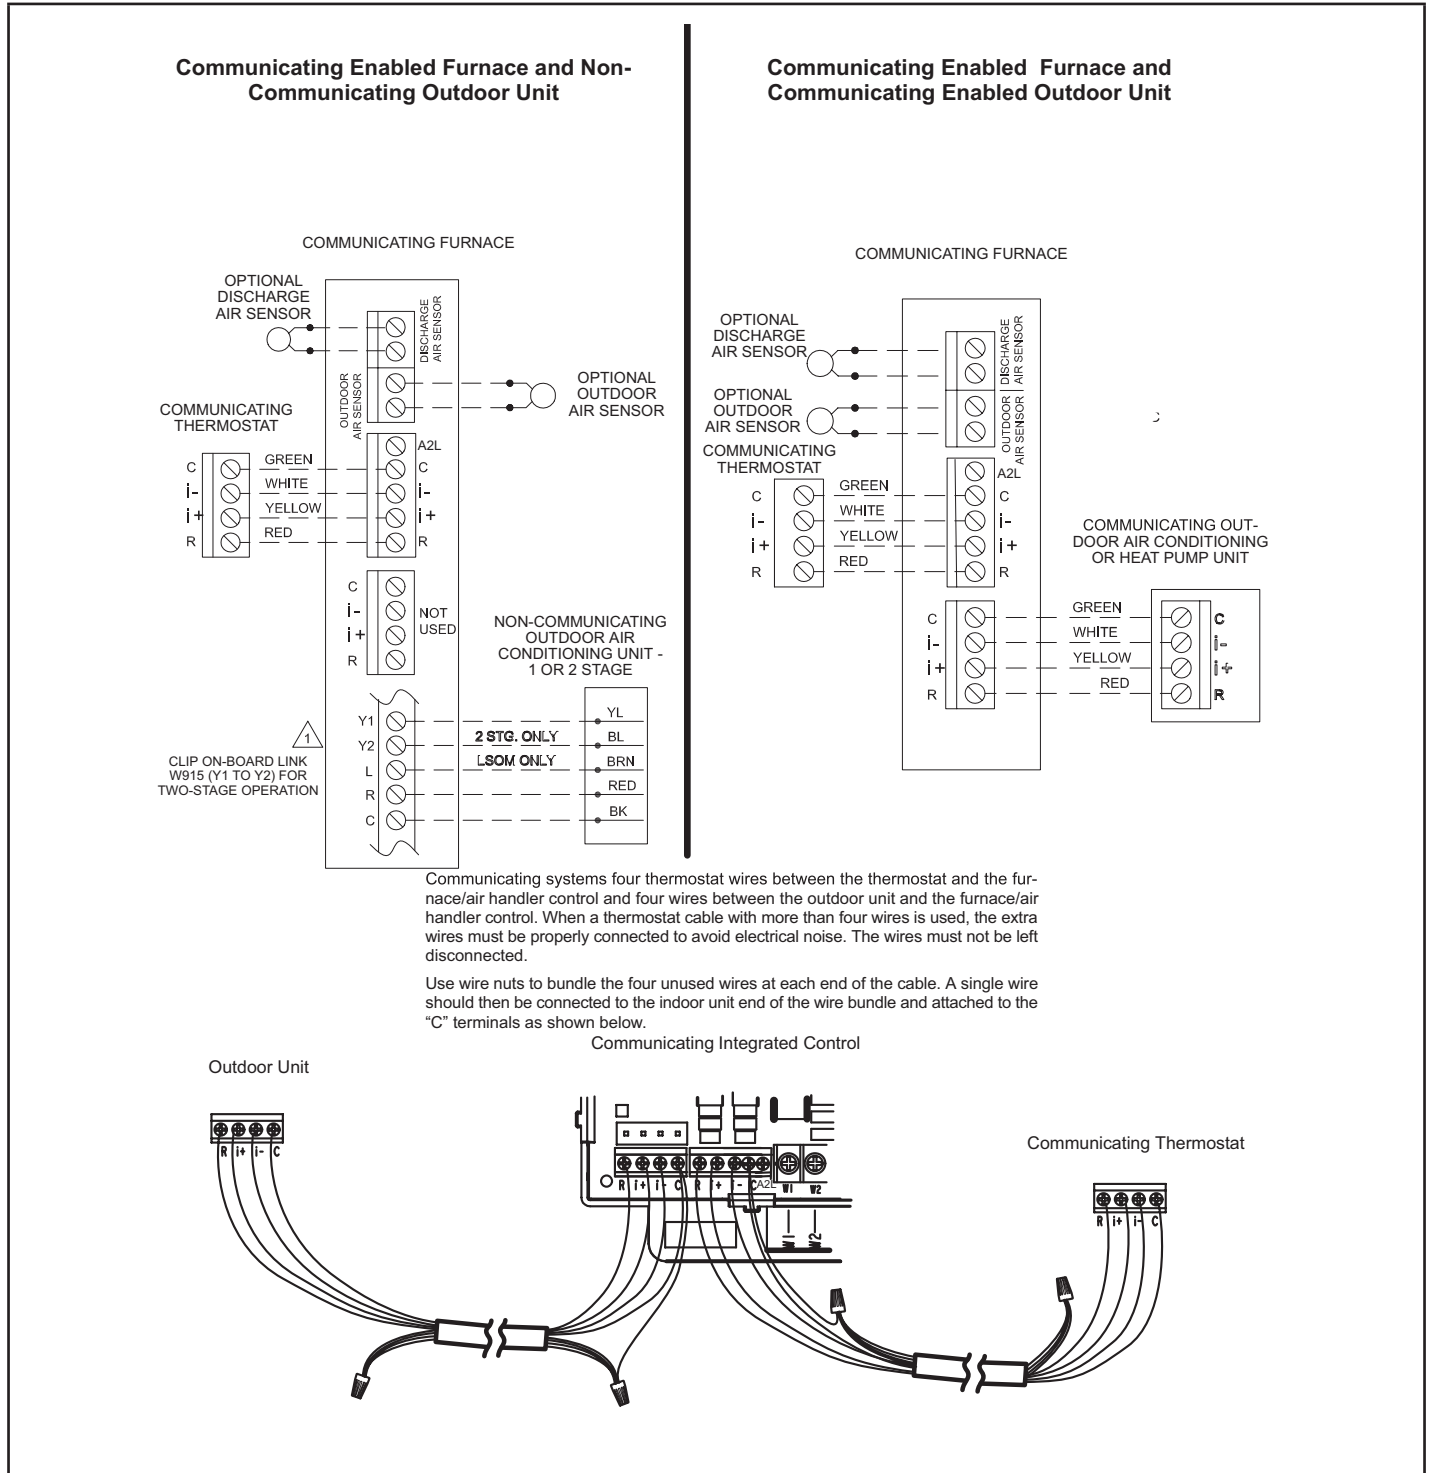 Communicating Enabled Furnace and Non-
Communicating Outdoor Unit
COMMUNICATING FURNACE
OPTIONAL
DISCHARGE
AIR SENSOR
DISCHARGE
AIR SENSOR
OUTDOOR
AIR SENSOR
OPTIONAL
OUTDOOR
AIR SENSOR
COMMUNICATING
THERMOSTAT
A2L
C GREEN C
i- WHITE i-
i+ YELLOW i+
R RED R
C
i-
i+
R
NOT
USED
NON-COMMUNICATING
OUTDOOR AIR
CONDITIONING UNIT -
1 OR 2 STAGE
1
CLIP ON-BOARD LINK
W915 (Y1 TO Y2) FOR
TWO-STAGE OPERATION
Y1 YL
Y2 2 STG. ONLY BL
L LSOM ONLY BRN
R RED
C BK
Communicating Enabled Furnace and
Communicating Enabled Outdoor Unit
COMMUNICATING FURNACE
OPTIONAL
DISCHARGE
AIR SENSOR
OPTIONAL
OUTDOOR
AIR SENSOR
DISCHARGE
AIR SENSOR
OUTDOOR
AIR SENSOR
COMMUNICATING
THERMOSTAT
A2L
C GREEN C
i- WHITE i-
i+ YELLOW i+
R RED R
COMMUNICATING OUT-
DOOR AIR CONDITIONING
OR HEAT PUMP UNIT
C GREEN C
i- WHITE i-
i+ YELLOW i+
R RED R
Communicating systems four thermostat wires between the thermostat and the fur-
nace/air handler control and four wires between the outdoor unit and the furnace/air
handler control. When a thermostat cable with more than four wires is used, the extra
wires must be properly connected to avoid electrical noise. The wires must not be left
disconnected.
Use wire nuts to bundle the four unused wires at each end of the cable. A single wire
should then be connected to the indoor unit end of the wire bundle and attached to the
“C” terminals as shown below.
Communicating Integrated Control
Outdoor Unit
R i+ i- C
R i+ i- C R i+ i- C A2L W1 W2
W1
W2
Communicating Thermostat
R i+ i- C